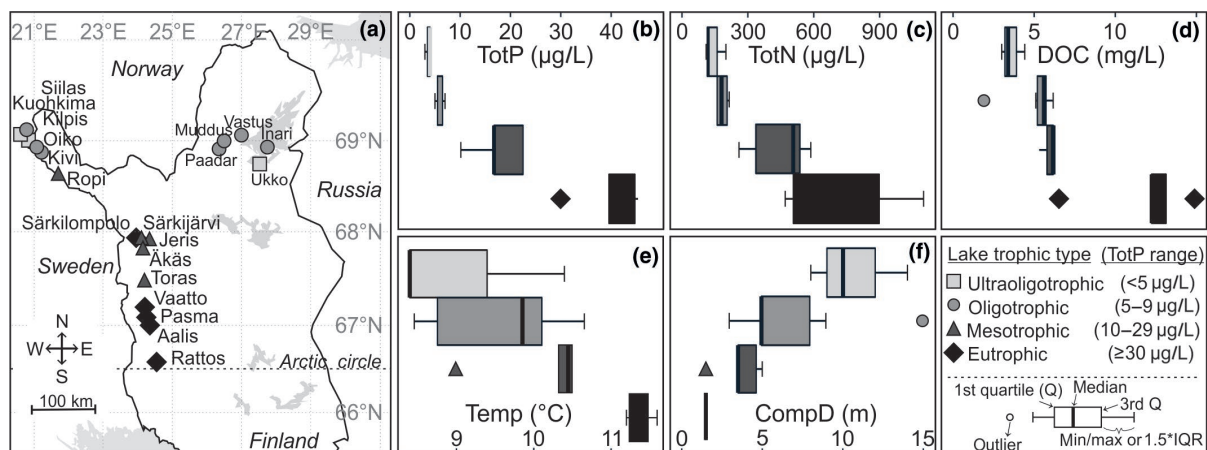 21°E 23°E 25°E 27°E 29°E (a)
Norway
Siilas
Kuohkima
Kilpis
Oiko
Kivi
Ropi
Muddus
Vastus
Inari
Paadar
Ukko
69°N
Russia
Särkilompolo
Särkijärvi
68°N
Jeris
Äkäs
Sweden
Toras
Vaatto
Pasma
67°N
Aalis
Rattos
Arctic circle
N
W E
S
100 km
66°N
Finland
0 10 20 30 40
TotP (µg/L) (b)
0 300 600 900
TotN (µg/L) (c)
0 5 10
DOC (mg/L) (d)
(e)
Temp (°C)
9 10 11
(f)
CompD (m)
0 5 10 15
Lake trophic type (TotP range)
Ultraoligotrophic (<5 µg/L)
Oligotrophic (5–9 µg/L)
Mesotrophic (10–29 µg/L)
Eutrophic (≥30 µg/L)
1st quartile (Q) Median
3rd Q
Outlier Min/max or 1.5*IQR